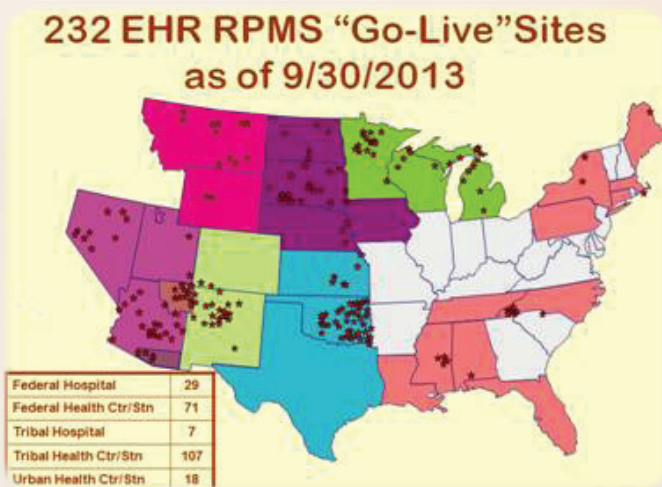 232 EHR RPMS “Go-Live”Sites
as of 9/30/2013
Federal Hospital 29
Federal Health Ctr/Stn 71
Tribal Hospital 7
Tribal Health Ctr/Stn 107
Urban Health Ctr/Stn 18